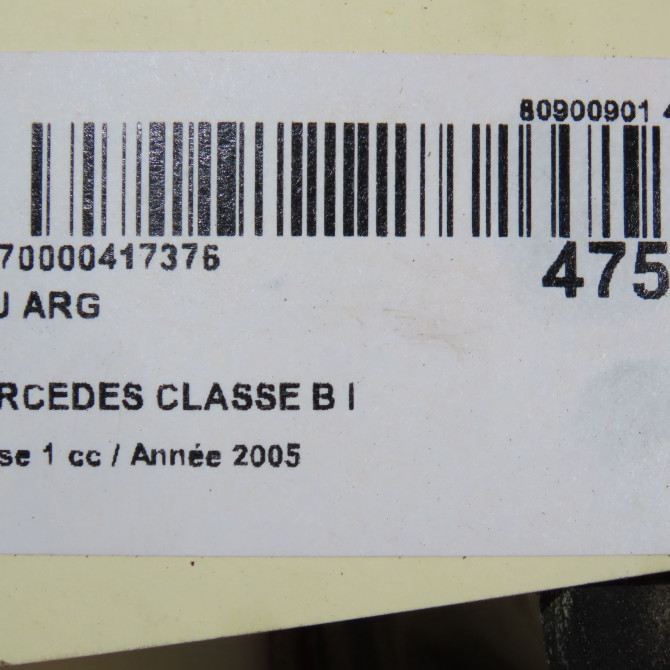 80900901 4
70000417376
475
U ARG
RCEDES CLASSE B I
se 1 cc / Année 2005